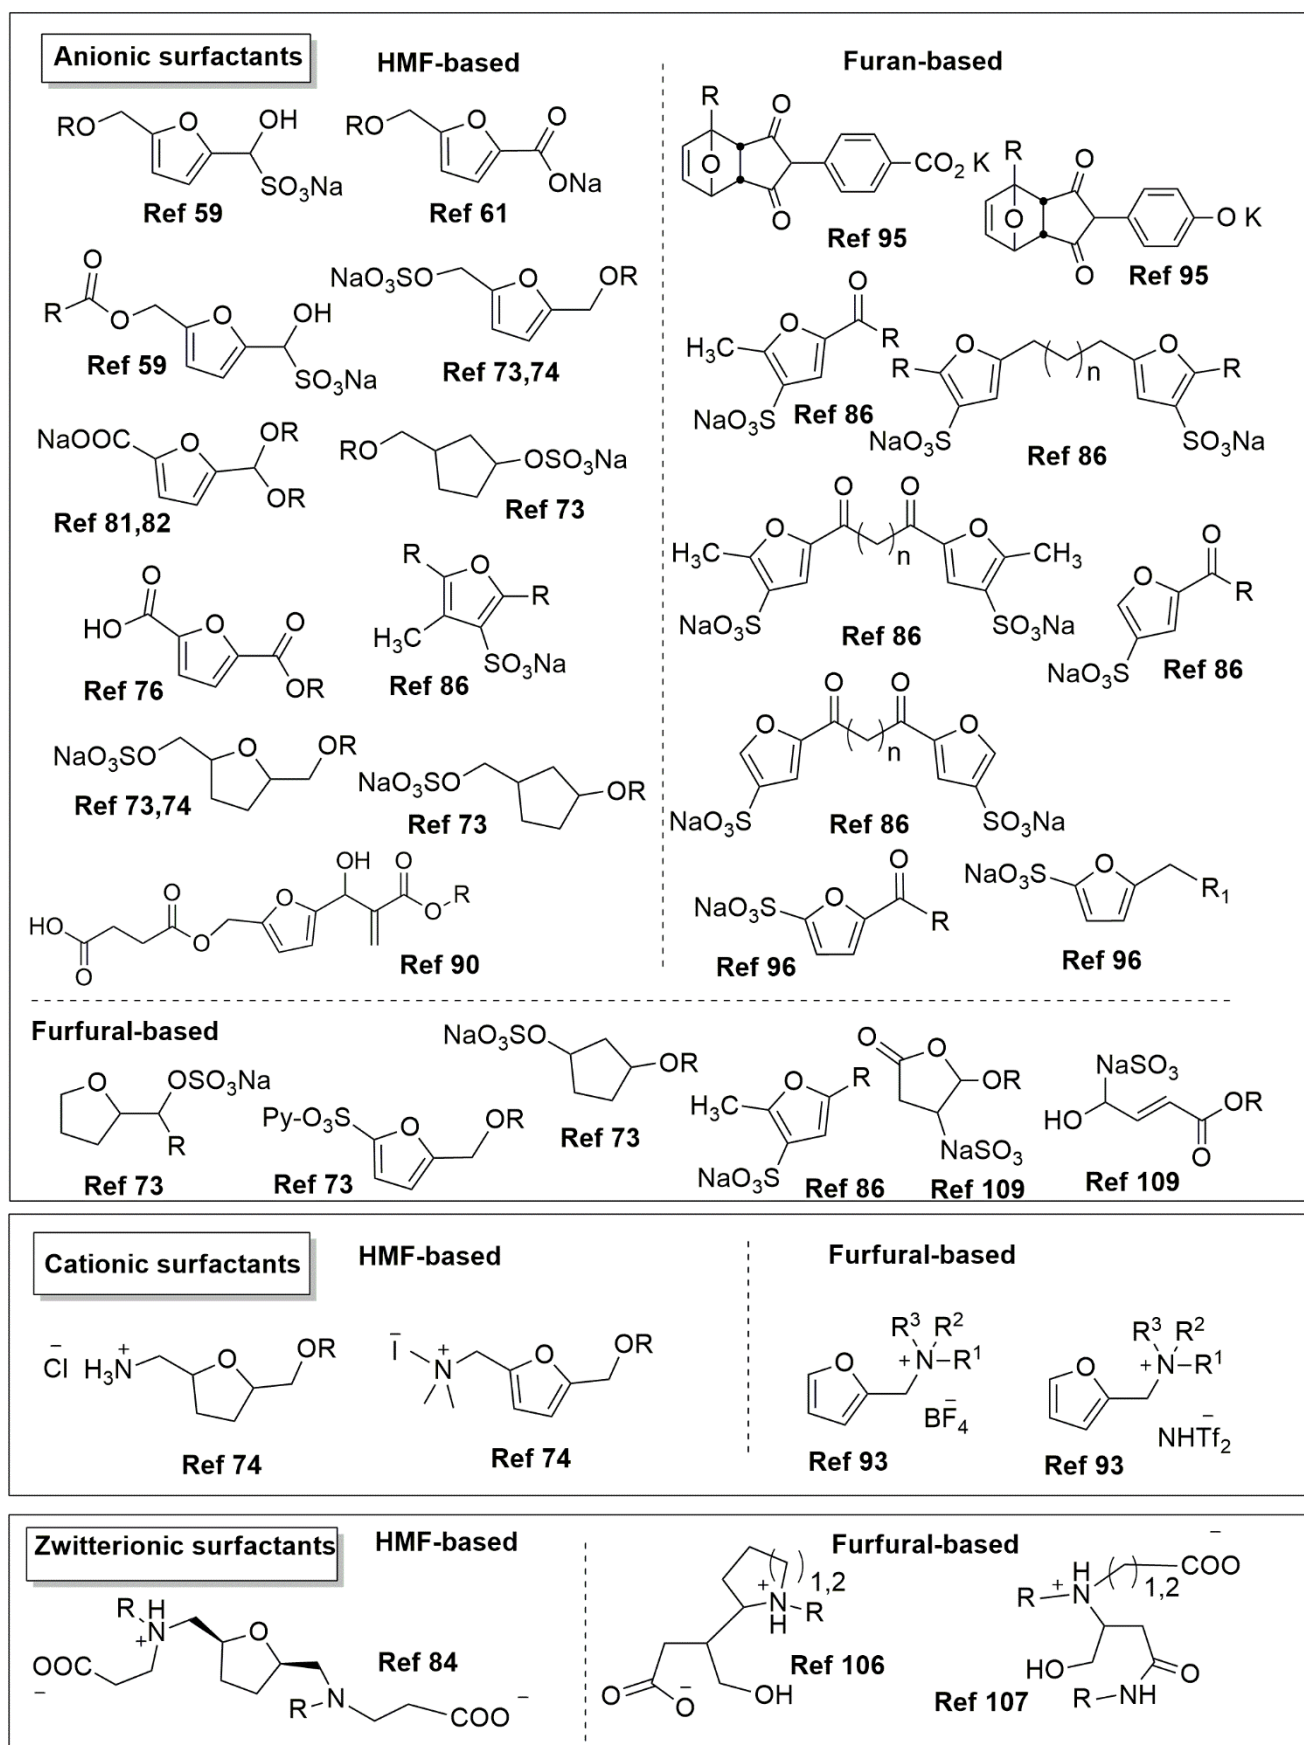 Anionic surfactants
HMF-based
Furan-based
RO
O
OH
SO3Na
Ref 59
RO
O
O
ONa
Ref 61
R
O
O
O
CO2 K
Ref 95
R
O
O
O
O K
Ref 95
O
R
O
O
OH
SO3Na
Ref 59
NaO3SO
O
OR
Ref 73,74
H3C
O
O
R
NaO3S
Ref 86
R
O
n
O
R
NaO3S
SO3Na
Ref 86
NaOOC
O
OR
OR
Ref 81,82
RO
OSO3Na
Ref 73
O
O
H3C
O
n
O
CH3
NaO3S
SO3Na
Ref 86
O
O
R
NaO3S
Ref 86
O
HO
O
O
OR
Ref 76
R
O
R
H3C
SO3Na
Ref 86
O
O
O
n
O
NaO3S
SO3Na
Ref 86
NaO3SO
O
OR
Ref 73,74
NaO3SO
OR
Ref 73
OH
O
O
O
R
HO
O
O
O
Ref 90
NaO3S
O
O
R
Ref 96
NaO3S
O
R1
Ref 96
Furfural-based
O
OSO3Na
R
Ref 73
Py-O3S
O
OR
Ref 73
NaO3SO
OR
Ref 73
H3C
O
R
NaO3S
Ref 86
O
O
OR
NaSO3
Ref 109
NaSO3
HO
OR
O
Ref 109
Cationic surfactants
HMF-based
Furfural-based
Cl−
H3N+
O
OR
Ref 74
I−
N+
O
OR
Ref 74
O
R3
R2
+N
R1
BF4−
Ref 93
O
R3
R2
+N
R1
NHTf2−
Ref 93
Zwitterionic surfactants
HMF-based
Furfural-based
R
H
N
+
O
OOC
−
R
N
COO−
Ref 84
1,2
+
N
H
R
O
O−
OH
Ref 106
H
+
N
R
1,2
COO−
HO
O
R
NH
Ref 107